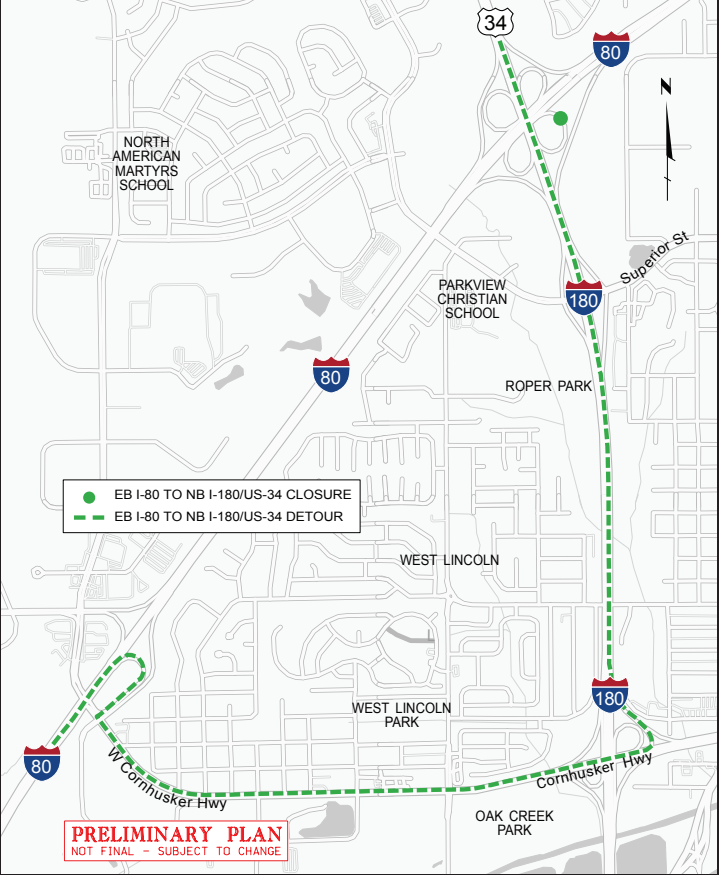 34
80
N
NORTH
AMERICAN
MARTYRS
SCHOOL
Superior St
PARKVIEW
CHRISTIAN
SCHOOL
180
80
ROPER PARK
EB I-80 TO NB I-180/US-34 CLOSURE
EB I-80 TO NB I-180/US-34 DETOUR
WEST LINCOLN
180
WEST LINCOLN
PARK
80
W Cornhusker Hwy
Cornhusker Hwy
OAK CREEK
PARK
PRELIMINARY PLAN
NOT FINAL - SUBJECT TO CHANGE